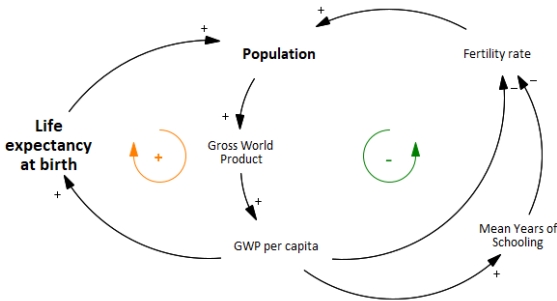 +
+
Population
Fertility rate
−
−
+
Life
expectancy
at birth
Gross World
Product
+
-
+
+
Mean Years of
Schooling
GWP per capita
+